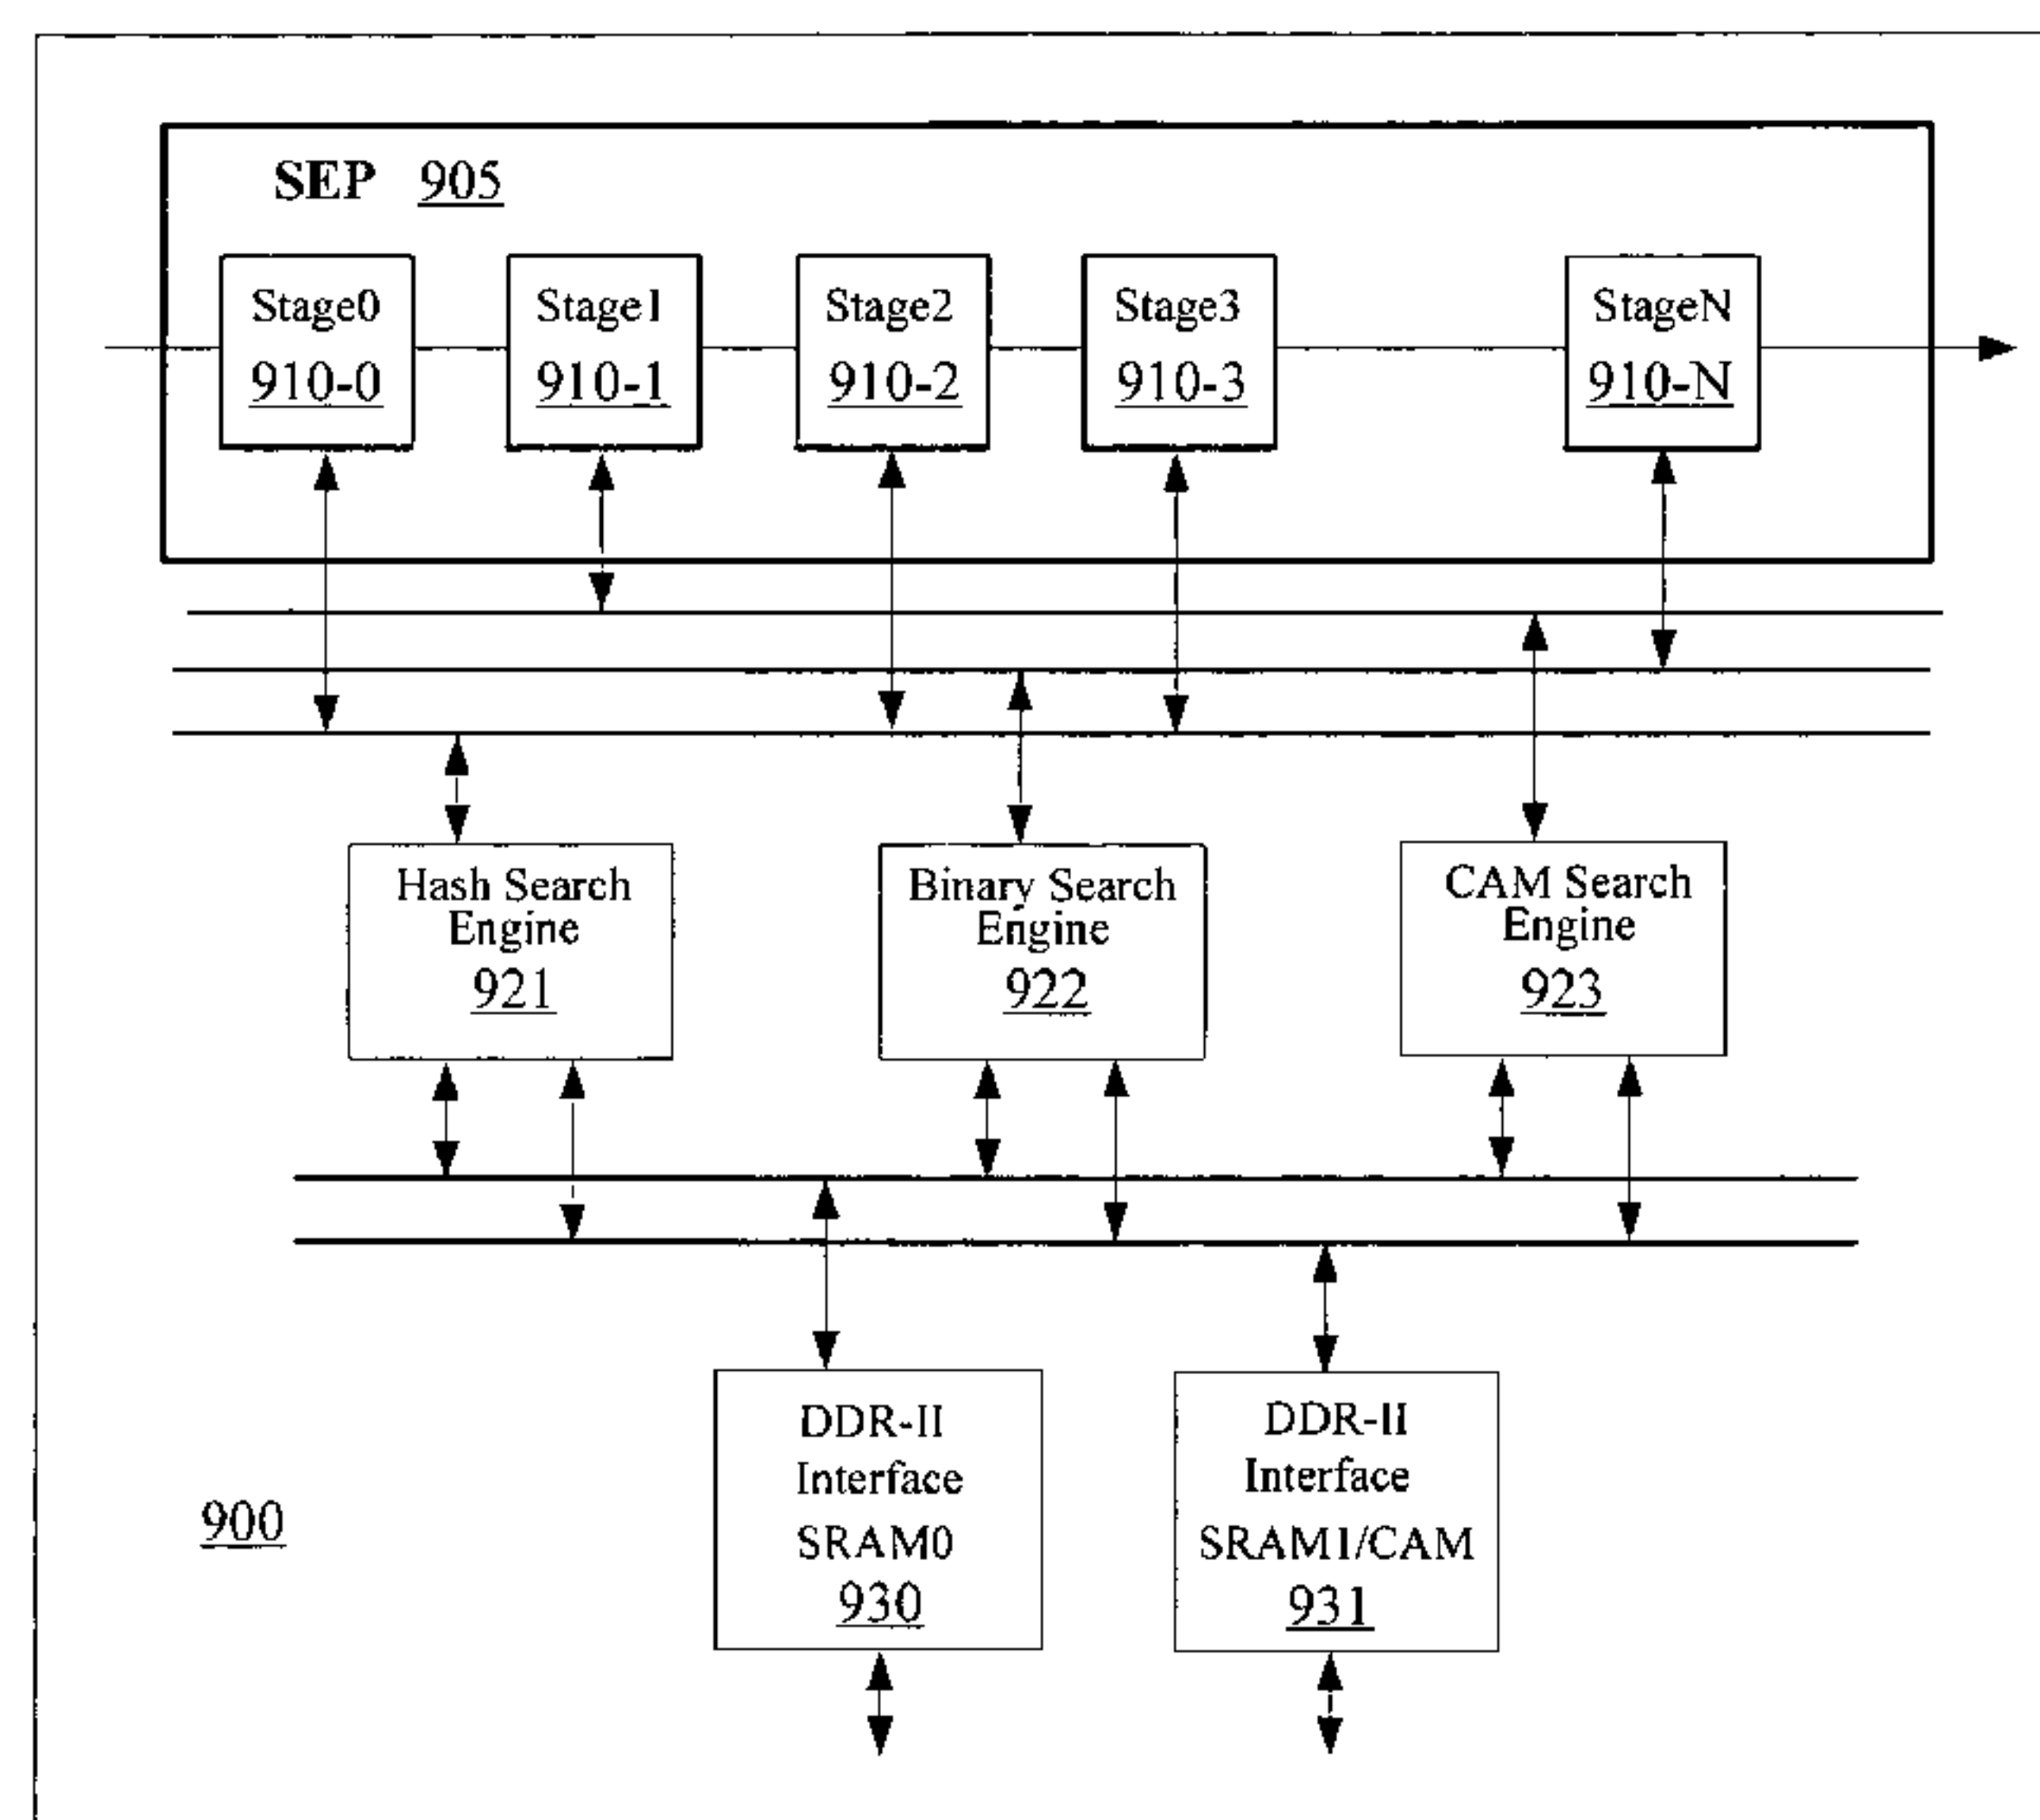 SEP 905
Stage0
910-0
Stage1
910-1
Stage2
910-2
Stage3
910-3
StageN
910-N
Hash Search
Engine
921
Binary Search
Engine
922
CAM Search
Engine
923
DDR-II
Interface
SRAM0
930
DDR-II
Interface
SRAM1/CAM
931
900